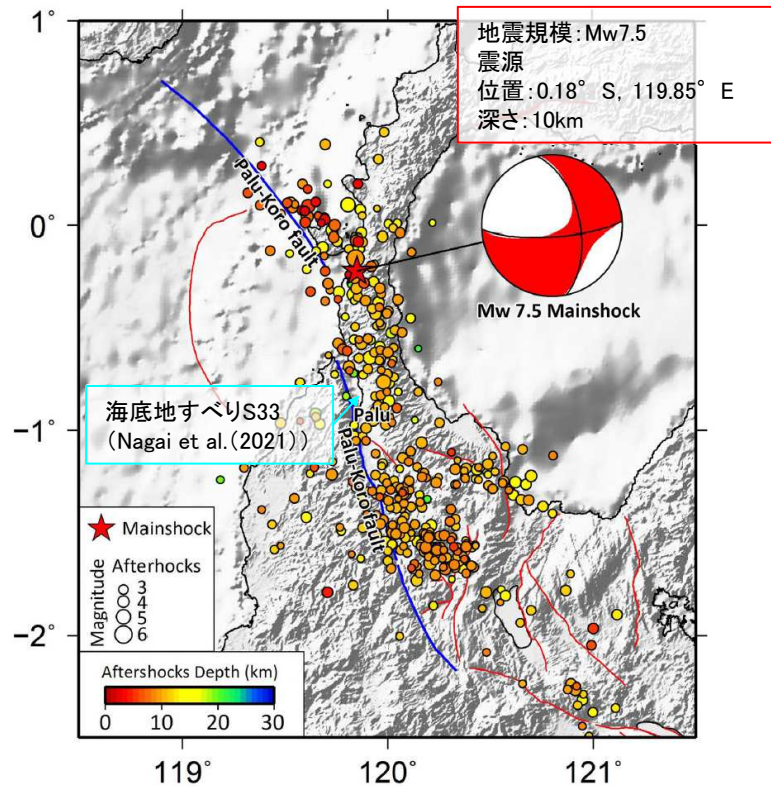 地震規模:Mw7.5
震源
位置:0.18°S, 119.85°E
深さ:10km
1°
0°
−1°
−2°
Palu-Koro fault
Mw 7.5 Mainshock
海底地すべりS33
(Nagai et al.(2021))
Palu
Palu-Koro fault
Mainshock
Magnitude
Afterhocks
3
4
5
6
Aftershocks Depth (km)
0 10 20 30
119° 120° 121°